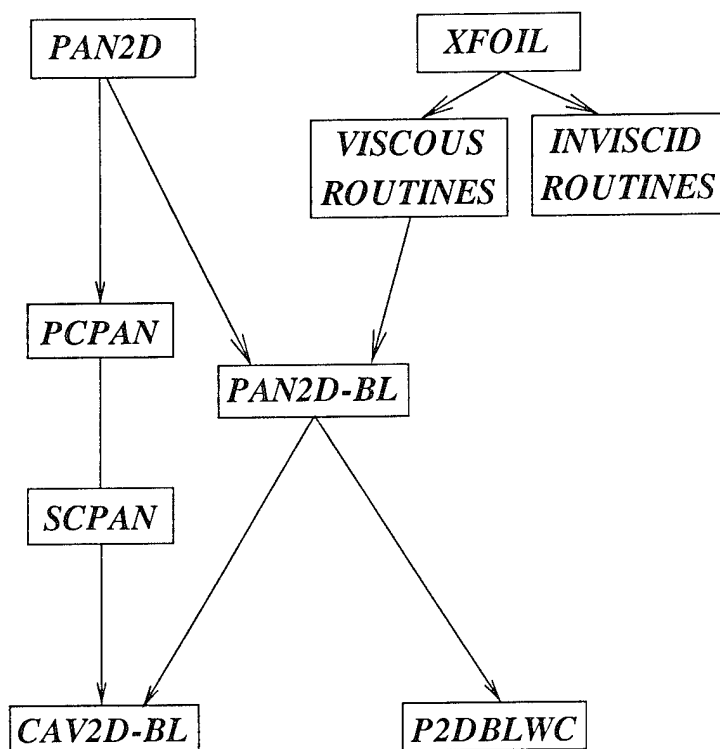 PAN2D
XFOIL
VISCOUS
ROUTINES
INVISCID
ROUTINES
PCPAN
PAN2D-BL
SCPAN
CAV2D-BL
P2DBLWC